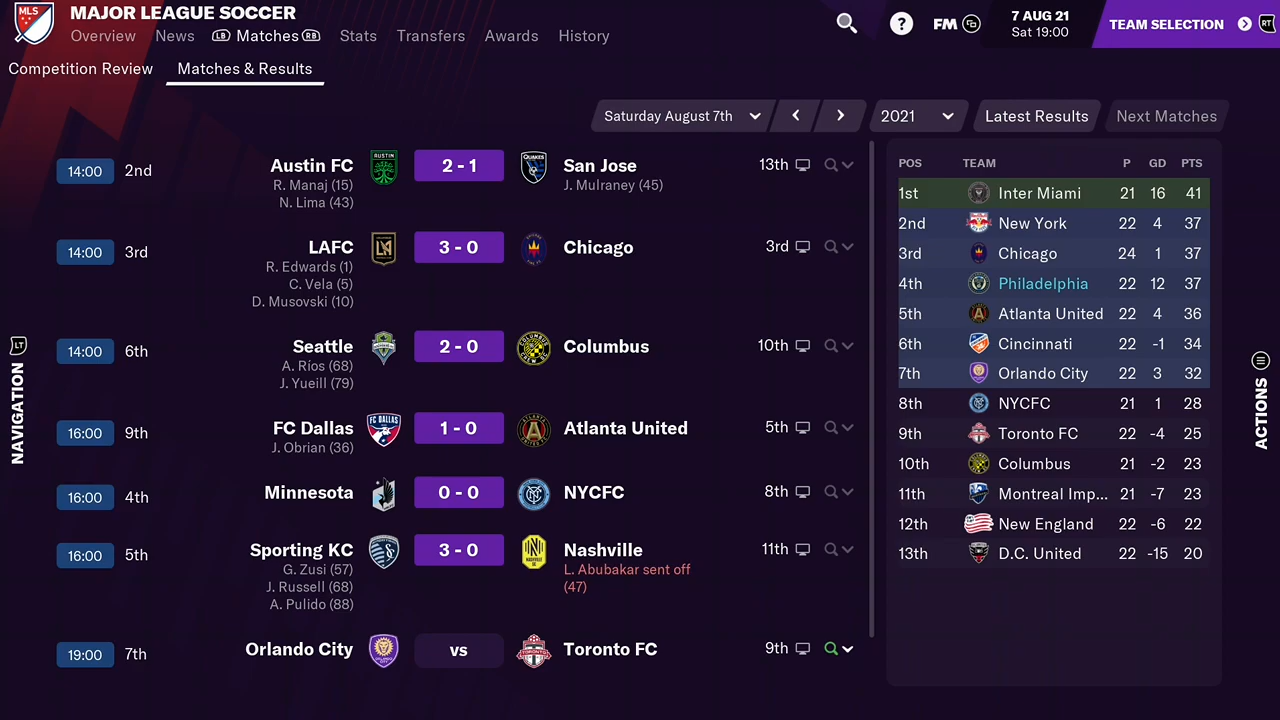 MLS
MAJOR LEAGUE SOCCER
Overview News LB Matches RB Stats Transfers Awards History
? FM
7 AUG 21
Sat 19:00
TEAM SELECTION RT
Competition Review Matches & Results
Saturday August 7th 2021 Latest Results Next Matches
14:00 2nd Austin FC 2 - 1 San Jose 13th
R. Manaj (15) J. Mulraney (45)
N. Lima (43)
14:00 3rd LAFC 3 - 0 Chicago 3rd
R. Edwards (1)
C. Vela (5)
D. Musovski (10)
14:00 6th Seattle 2 - 0 Columbus 10th
A. Ríos (68)
J. Yueill (79)
16:00 9th FC Dallas 1 - 0 Atlanta United 5th
J. Obrian (36)
16:00 4th Minnesota 0 - 0 NYCFC 8th
16:00 5th Sporting KC 3 - 0 Nashville 11th
G. Zusi (57) L. Abubakar sent off
J. Russell (68) (47)
A. Pulido (88)
19:00 7th Orlando City vs Toronto FC 9th
POS TEAM P GD PTS
1st Inter Miami 21 16 41
2nd New York 22 4 37
3rd Chicago 24 1 37
4th Philadelphia 22 12 37
5th Atlanta United 22 4 36
6th Cincinnati 22 -1 34
7th Orlando City 22 3 32
8th NYCFC 21 1 28
9th Toronto FC 22 -4 25
10th Columbus 21 -2 23
11th Montreal Imp... 21 -7 23
12th New England 22 -6 22
13th D.C. United 22 -15 20
LT
NAVIGATION
ACTIONS